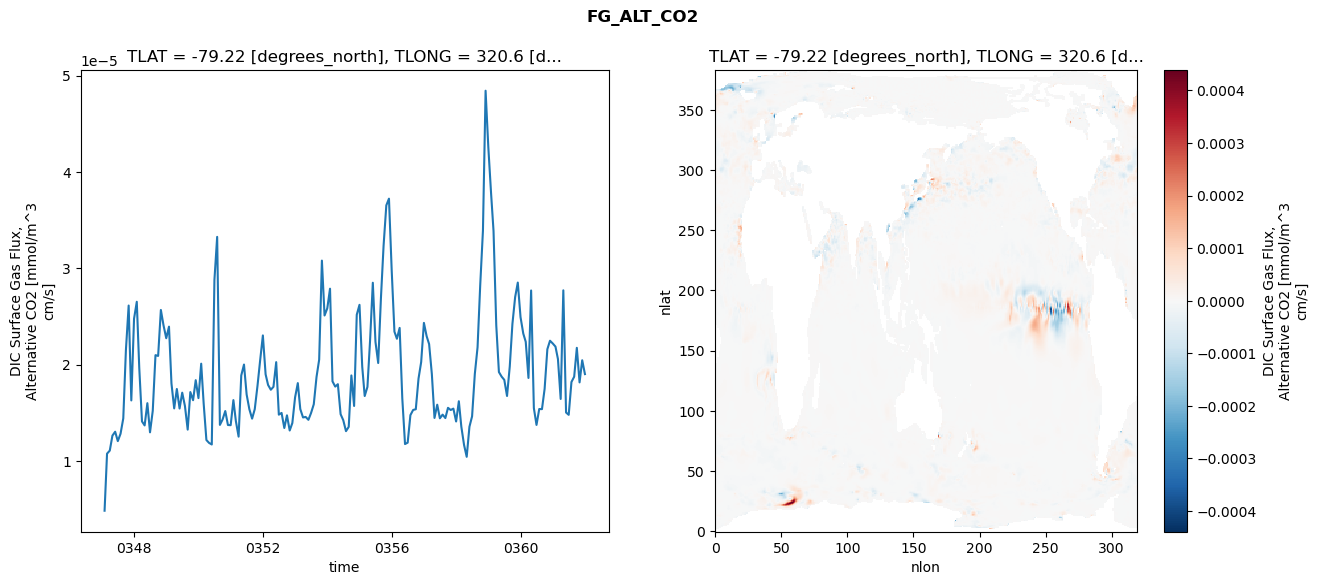 FG_ALT_CO2
TLAT = -79.22 [degrees_north], TLONG = 320.6 [d...
1e−5
5
4
3
2
1
DIC Surface Gas Flux,
Alternative CO2 [mmol/m^3
cm/s]
0348
0352
0356
0360
time
TLAT = -79.22 [degrees_north], TLONG = 320.6 [d...
350
300
250
200
150
100
50
0
nlat
0
50
100
150
200
250
300
nlon
0.0004
0.0003
0.0002
0.0001
0.0000
−0.0001
−0.0002
−0.0003
−0.0004
DIC Surface Gas Flux,
Alternative CO2 [mmol/m^3
cm/s]